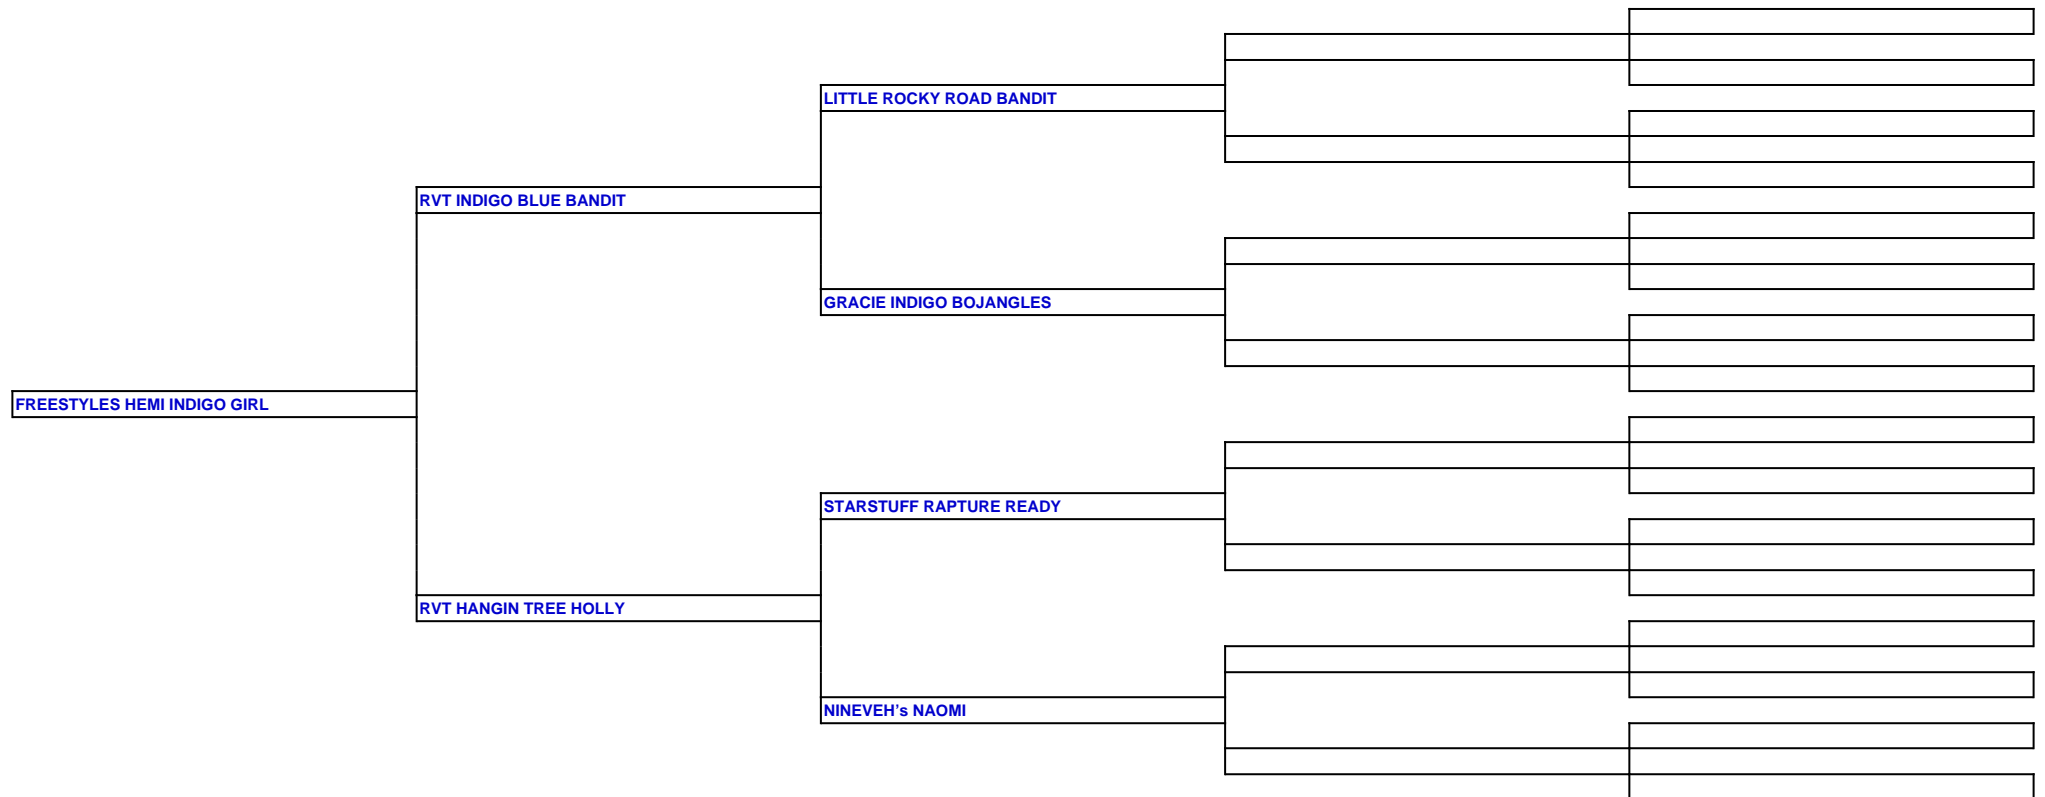 LITTLE ROCKY ROAD BANDIT
RVT INDIGO BLUE BANDIT
GRACIE INDIGO BOJANGLES
FREESTYLES HEMI INDIGO GIRL
STARSTUFF RAPTURE READY
RVT HANGIN TREE HOLLY
NINEVEH’s NAOMI